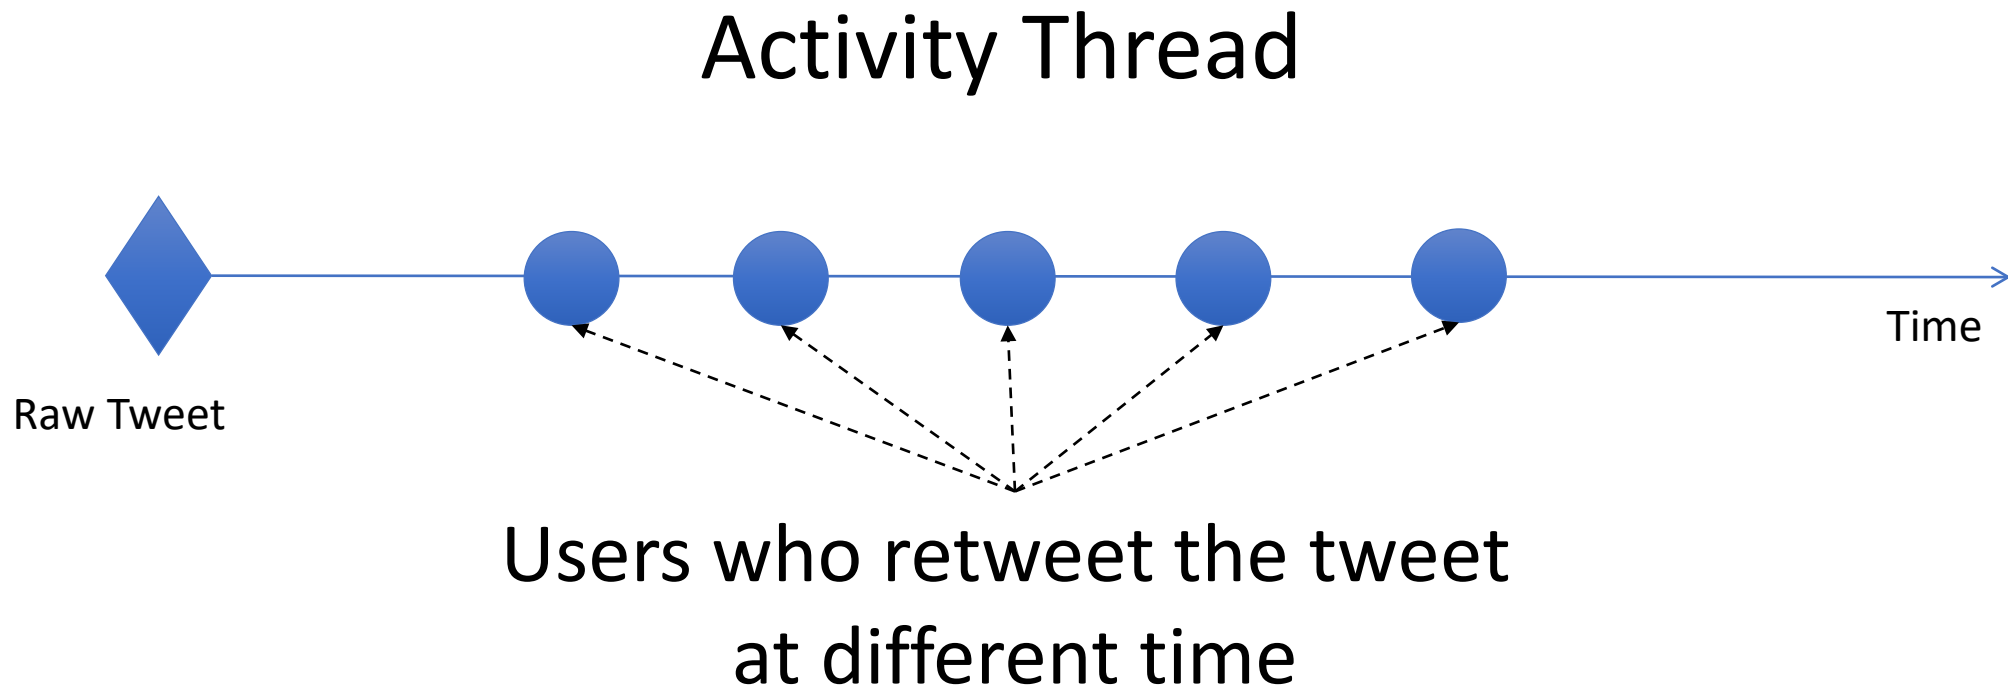 Activity Thread
Time
Raw Tweet
Users who retweet the tweet
at different time